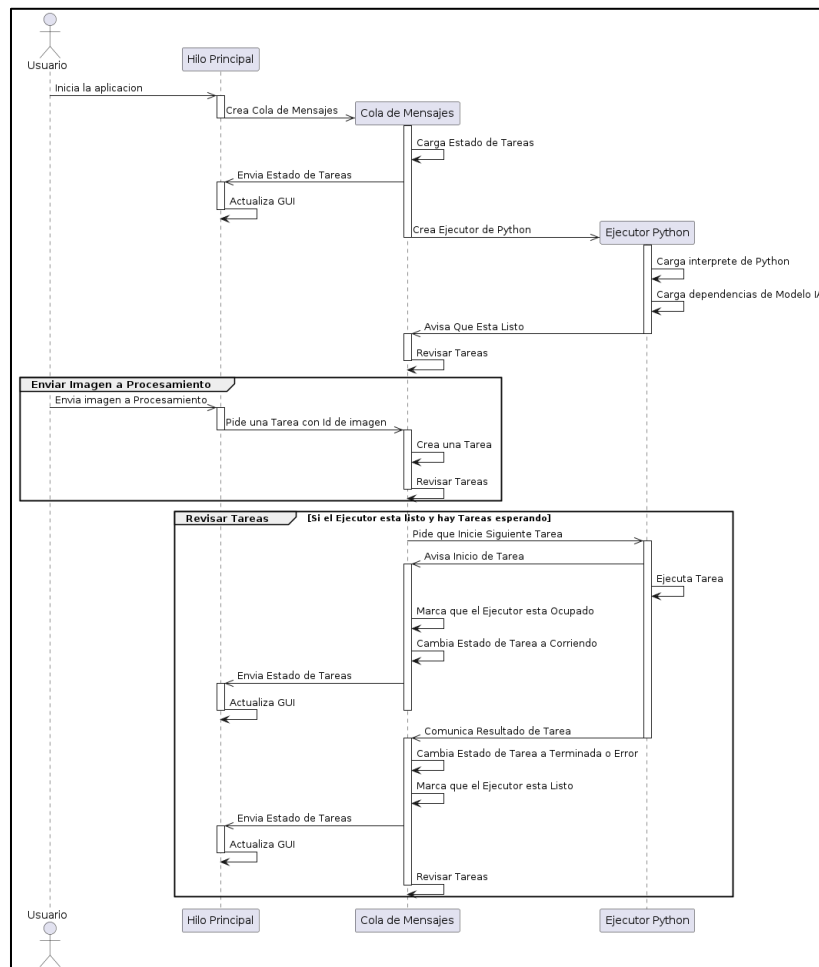 Usuario
Hilo Principal
Inicia la aplicacion
Crea Cola de Mensajes
Cola de Mensajes
Carga Estado de Tareas
Envia Estado de Tareas
Actualiza GUI
Crea Ejecutor de Python
Ejecutor Python
Carga interprete de Python
Carga dependencias de Modelo IA
Avisa Que Esta Listo
Revisar Tareas
Enviar Imagen a Procesamiento
Envia imagen a Procesamiento
Pide una Tarea con Id de imagen
Crea una Tarea
Revisar Tareas
Revisar Tareas [Si el Ejecutor esta listo y hay Tareas esperando]
Pide que Inicie Siguiente Tarea
Avisa Inicio de Tarea
Ejecuta Tarea
Marca que el Ejecutor esta Ocupado
Cambia Estado de Tarea a Corriendo
Envia Estado de Tareas
Actualiza GUI
Comunica Resultado de Tarea
Cambia Estado de Tarea a Terminada o Error
Marca que el Ejecutor esta Listo
Envia Estado de Tareas
Actualiza GUI
Revisar Tareas
Usuario
Hilo Principal
Cola de Mensajes
Ejecutor Python